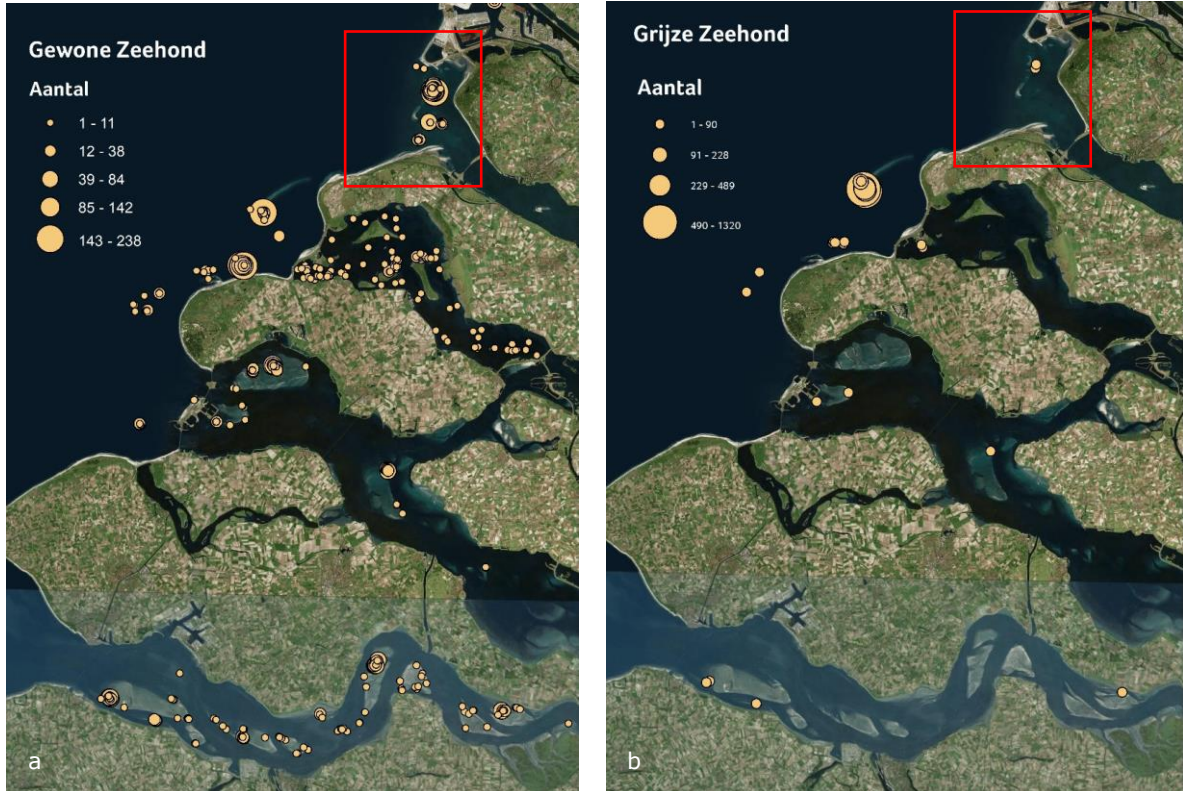 Gewone Zeehond
Aantal
1 - 11
12 - 38
39 - 84
85 - 142
143 - 238
a
Grijze Zeehond
Aantal
1 - 90
91 - 228
229 - 489
490 - 1320
b